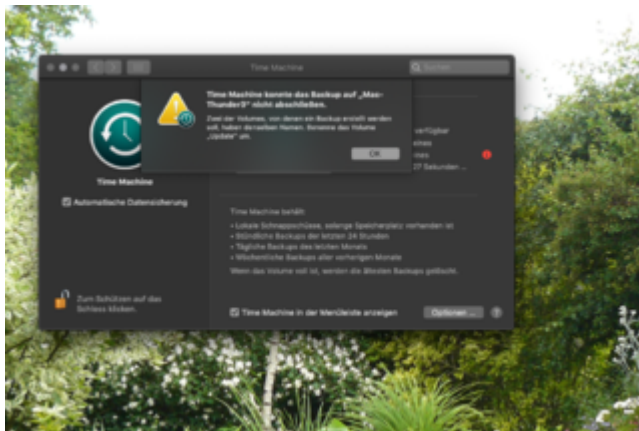 Time Machine
Suchen
Time Machine konnte das Backup auf „Mac-
Thunder3“ nicht abschließen.
Zwei der Volumes, von denen ein Backup erstellt werden
soll, haben denselben Namen. Benenne das Volume
„Update“ um.
OK
verfügbar
27 Sekunden ...
Time Machine
Automatische Datensicherung
Time Machine behält
• Lokale Schnappschüsse, solange Speicherplatz vorhanden ist
• Stündliche Backups der letzten 24 Stunden
• Tägliche Backups des letzten Monats
• Wöchentliche Backups aller vorherigen Monate
Wenn das Volume voll ist, werden die ältesten Backups gelöscht.
Zum Schützen auf das
Schloss klicken.
Time Machine in der Menüleiste anzeigen
Optionen ...
?